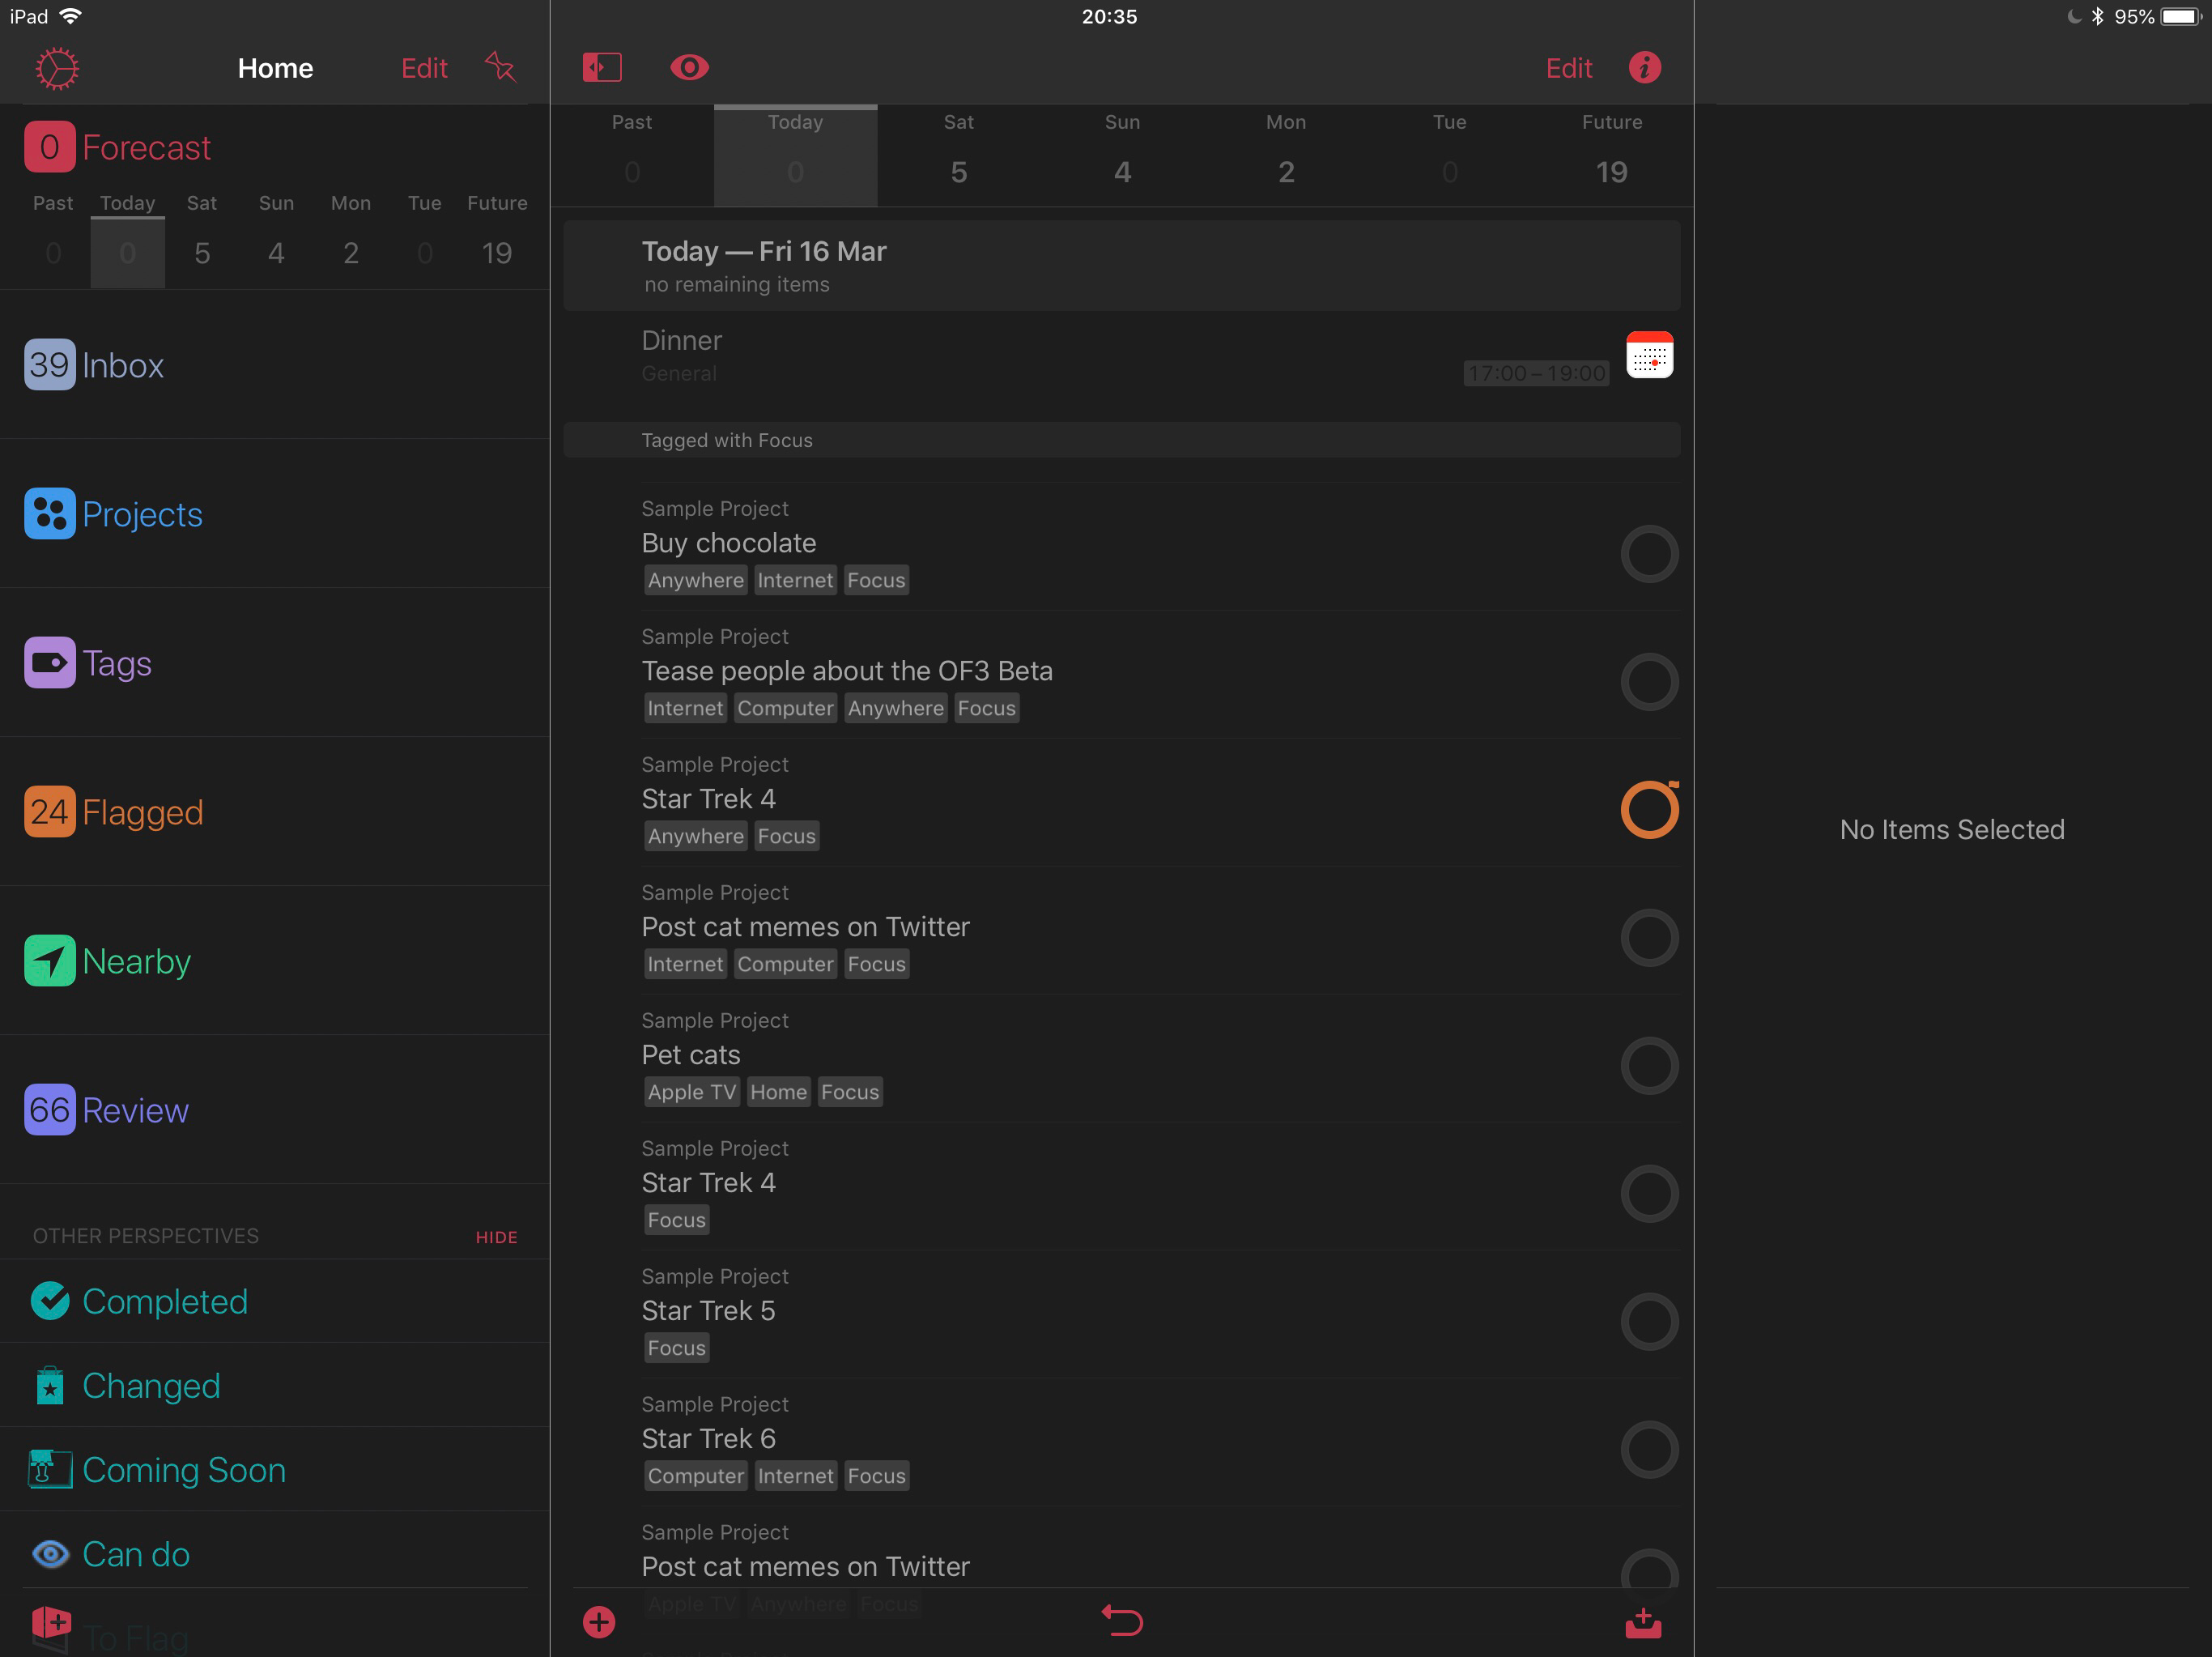 iPad
20:35
95%
Home
Edit
0 Forecast
Past Today Sat Sun Mon Tue Future
0 0 5 4 2 0 19
39 Inbox
Projects
Tags
24 Flagged
Nearby
66 Review
OTHER PERSPECTIVES HIDE
Completed
Changed
Coming Soon
Can do
To Flag
Edit
Past Today Sat Sun Mon Tue Future
0 0 5 4 2 0 19
Today — Fri 16 Mar
no remaining items
Dinner
General 17:00 – 19:00
Tagged with Focus
Sample Project
Buy chocolate
Anywhere Internet Focus
Sample Project
Tease people about the OF3 Beta
Internet Computer Anywhere Focus
Sample Project
Star Trek 4
Anywhere Focus
Sample Project
Post cat memes on Twitter
Internet Computer Focus
Sample Project
Pet cats
Apple TV Home Focus
Sample Project
Star Trek 4
Focus
Sample Project
Star Trek 5
Focus
Sample Project
Star Trek 6
Computer Internet Focus
Sample Project
Post cat memes on Twitter
Apple TV Anywhere Focus
No Items Selected